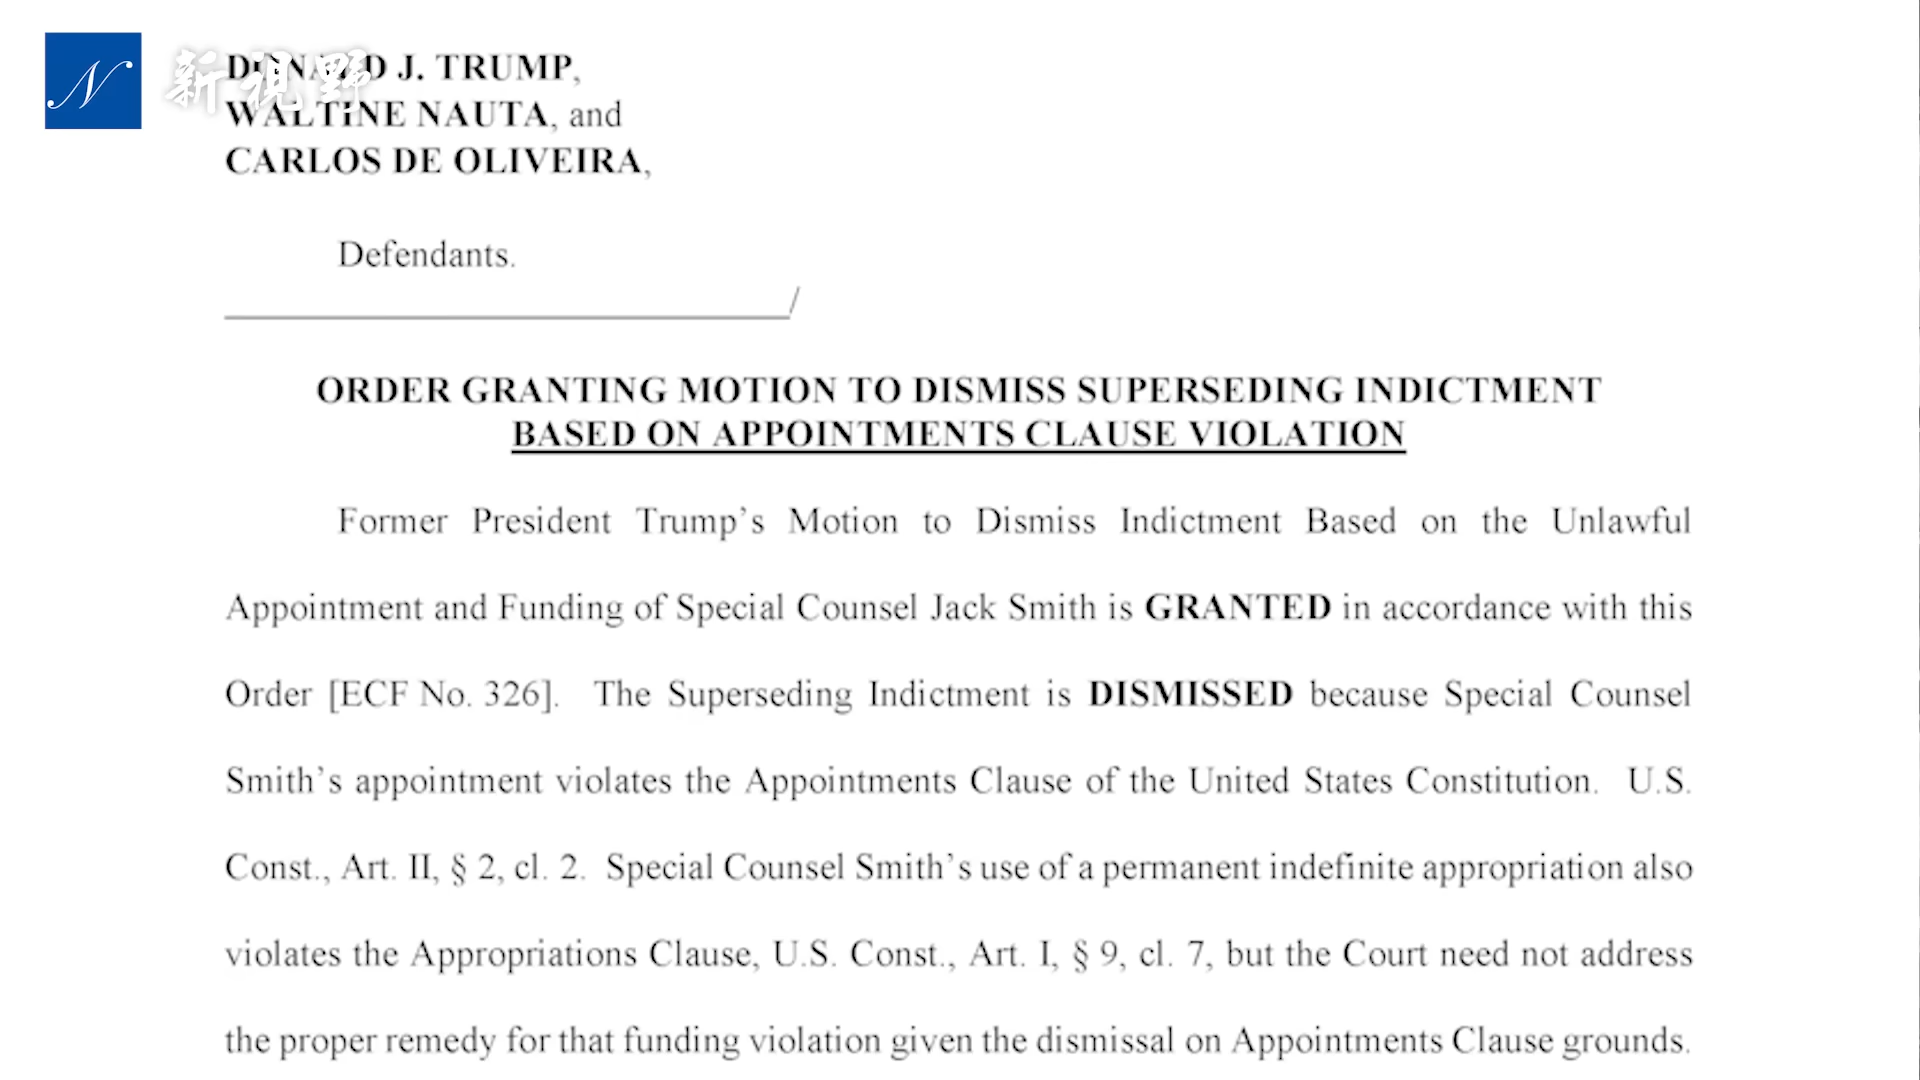 N 新視野
DONALD J. TRUMP,
WALTINE NAUTA, and
CARLOS DE OLIVEIRA,
Defendants.
/
ORDER GRANTING MOTION TO DISMISS SUPERSEDING INDICTMENT
BASED ON APPOINTMENTS CLAUSE VIOLATION
Former President Trump’s Motion to Dismiss Indictment Based on the Unlawful
Appointment and Funding of Special Counsel Jack Smith is GRANTED in accordance with this
Order [ECF No. 326]. The Superseding Indictment is DISMISSED because Special Counsel
Smith’s appointment violates the Appointments Clause of the United States Constitution. U.S.
Const., Art. II, § 2, cl. 2. Special Counsel Smith’s use of a permanent indefinite appropriation also
violates the Appropriations Clause, U.S. Const., Art. I, § 9, cl. 7, but the Court need not address
the proper remedy for that funding violation given the dismissal on Appointments Clause grounds.